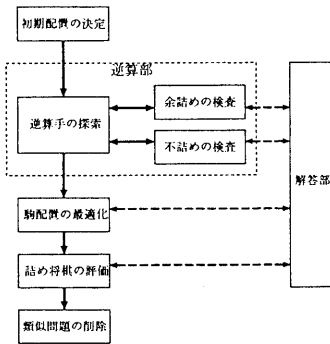 初期配置の決定
逆算部
余詰めの検査
逆算手の探索
不詰めの検査
解答部
駒配置の最適化
詰め将棋の評価
類似問題の削除